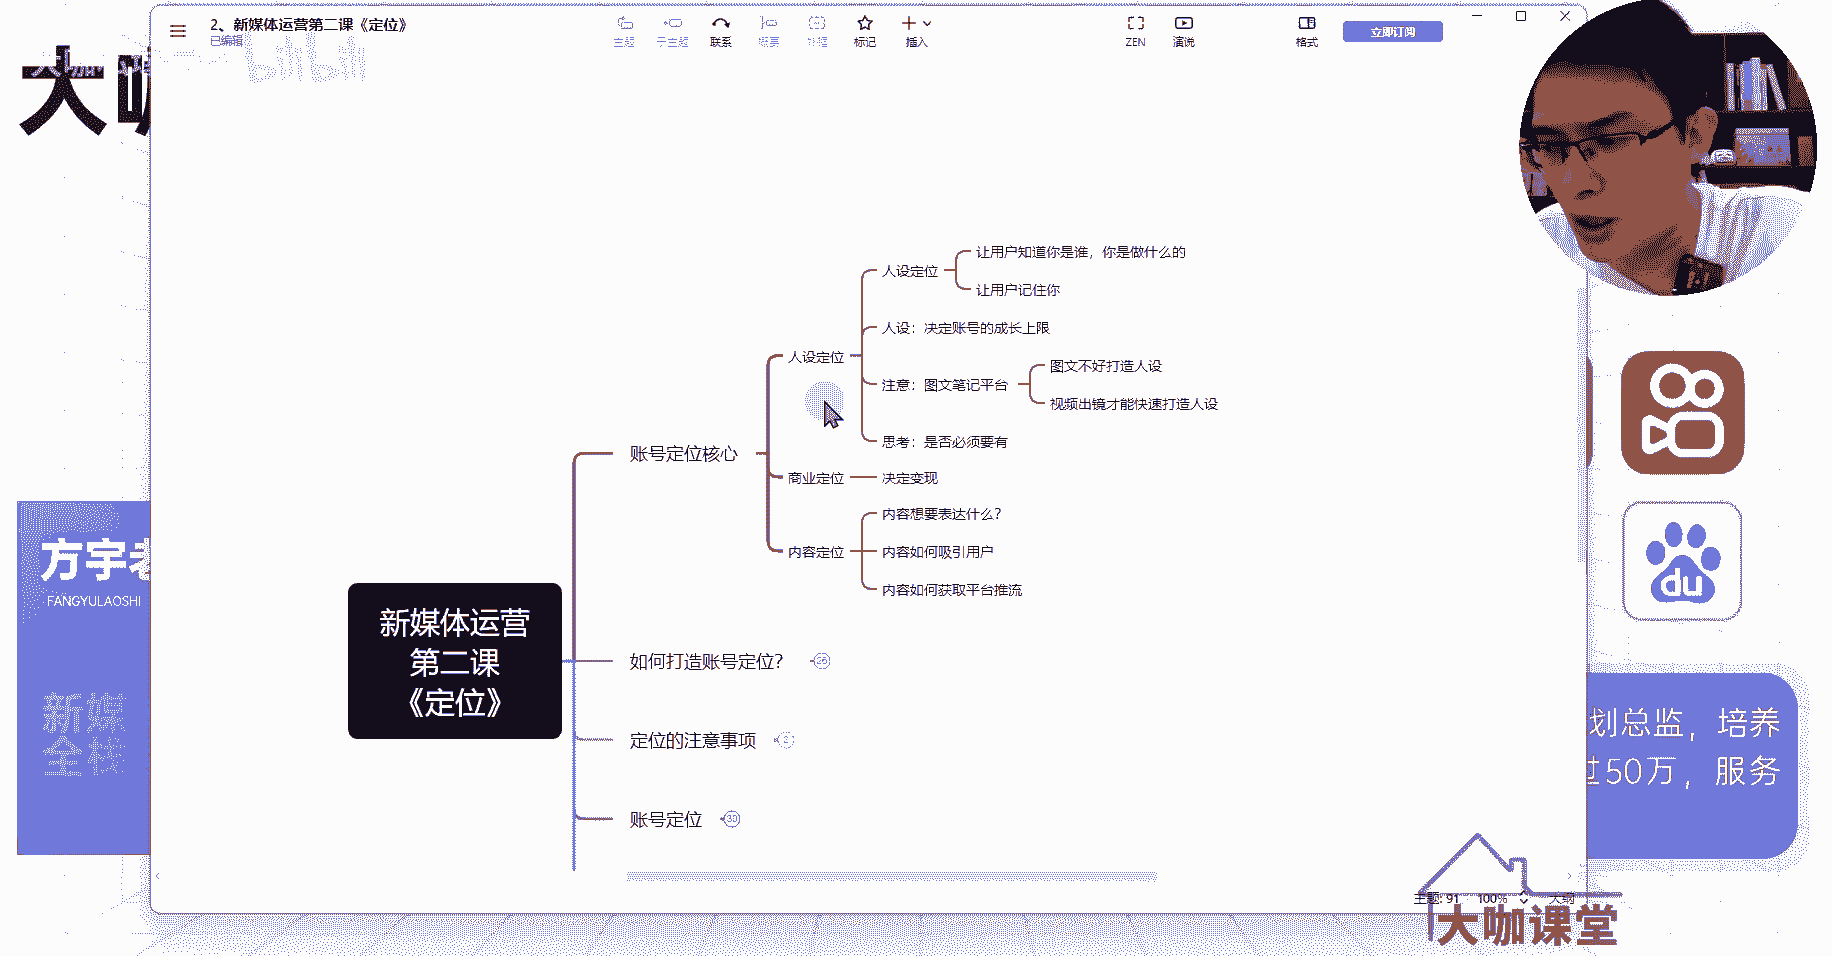 2、新媒体运营第二课《定位》
已编辑
主题
子主题
联系
概要
外框
标记
插入
ZEN
演说
格式
立即订阅
bilibili
大咖
让用户知道你是谁，你是做什么的
人设定位
让用户记住你
人设：决定账号的成长上限
人设定位
图文不好打造人设
注意：图文笔记平台
视频出镜才能快速打造人设
思考：是否必须要有
账号定位核心
商业定位
决定变现
内容想要表达什么?
内容定位
内容如何吸引用户
内容如何获取平台推流
新媒体运营
第二课
《定位》
如何打造账号定位?
定位的注意事项
账号定位
30
方宇老
FANGYULAOSHI
新媒
全栈
du
划总监，培养
过50万，服务
主题: 91
100%
大纲
大咖课堂